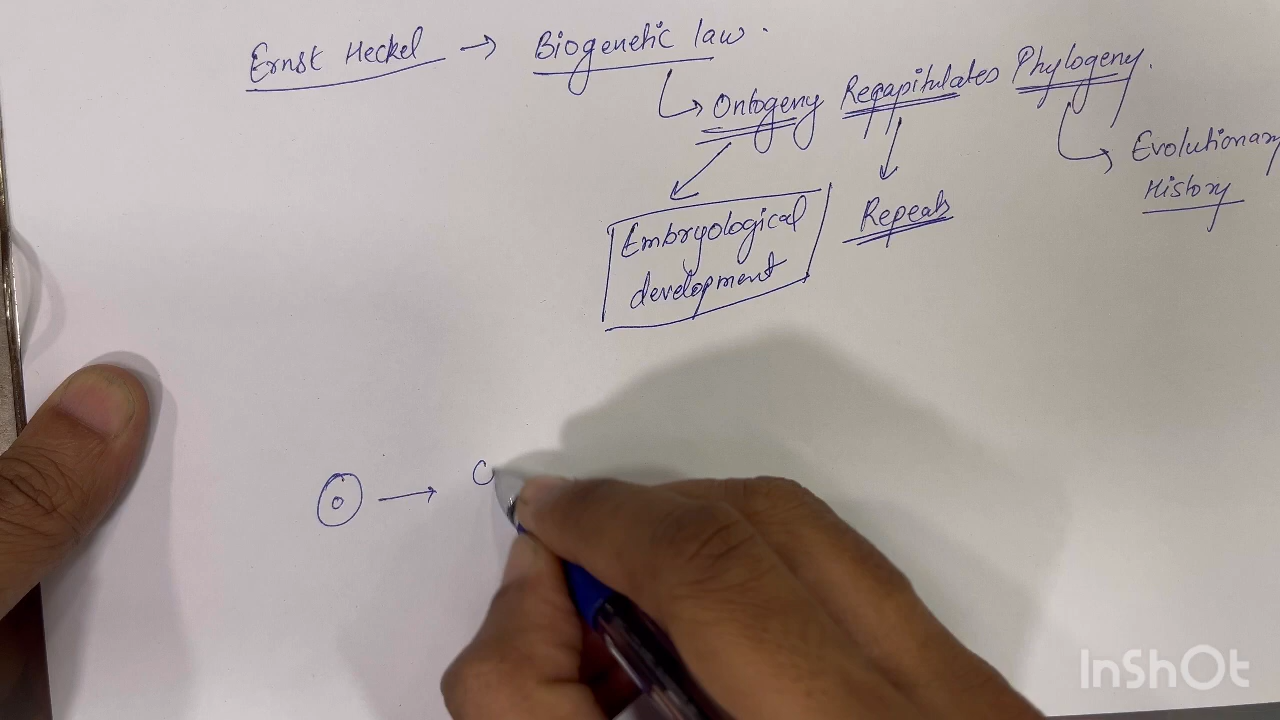 Ernst Heckel → Biogenetic law.
Ontogeny Recapitulates Phylogeny.
Embryological development
Repeats
Evolutionary
History
InShOt